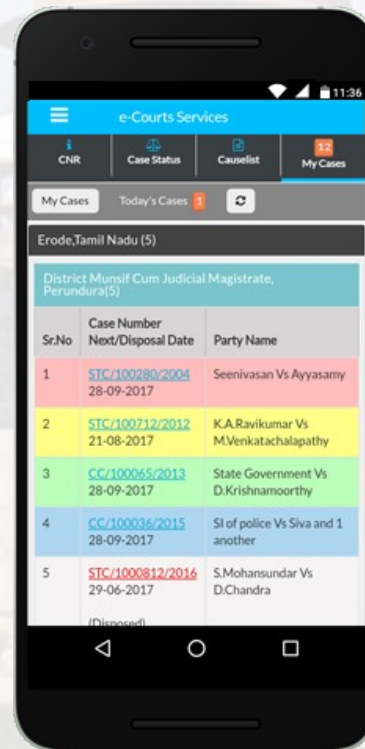 11:36
e-Courts Services
CNR
Case Status
Causelist
12
My Cases
My Cases
Today's Cases 1
Erode,Tamil Nadu (5)
District Munsif Cum Judicial Magistrate,
Perundura(5)
Sr.No
Case Number
Next/Disposal Date
Party Name
1
STC/100280/2004
28-09-2017
Seenivasan Vs Ayyasamy
2
STC/100712/2012
21-08-2017
K.A.Ravikumar Vs
M.Venkatachalapathy
3
CC/100065/2013
28-09-2017
State Government Vs
D.Krishnamoorthy
4
CC/100036/2015
28-09-2017
SI of police Vs Siva and 1
another
5
STC/1000812/2016
29-06-2017
(Disposed)
S.Mohansundar Vs
D.Chandra